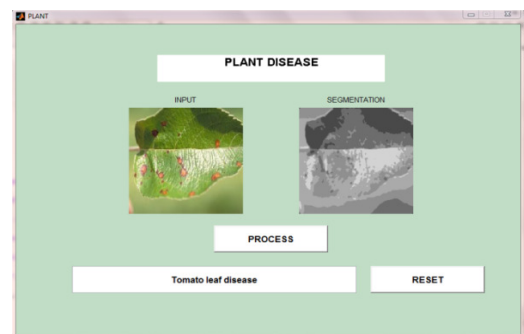 PLANT
PLANT DISEASE
INPUT
SEGMENTATION
PROCESS
Tomato leaf disease
RESET